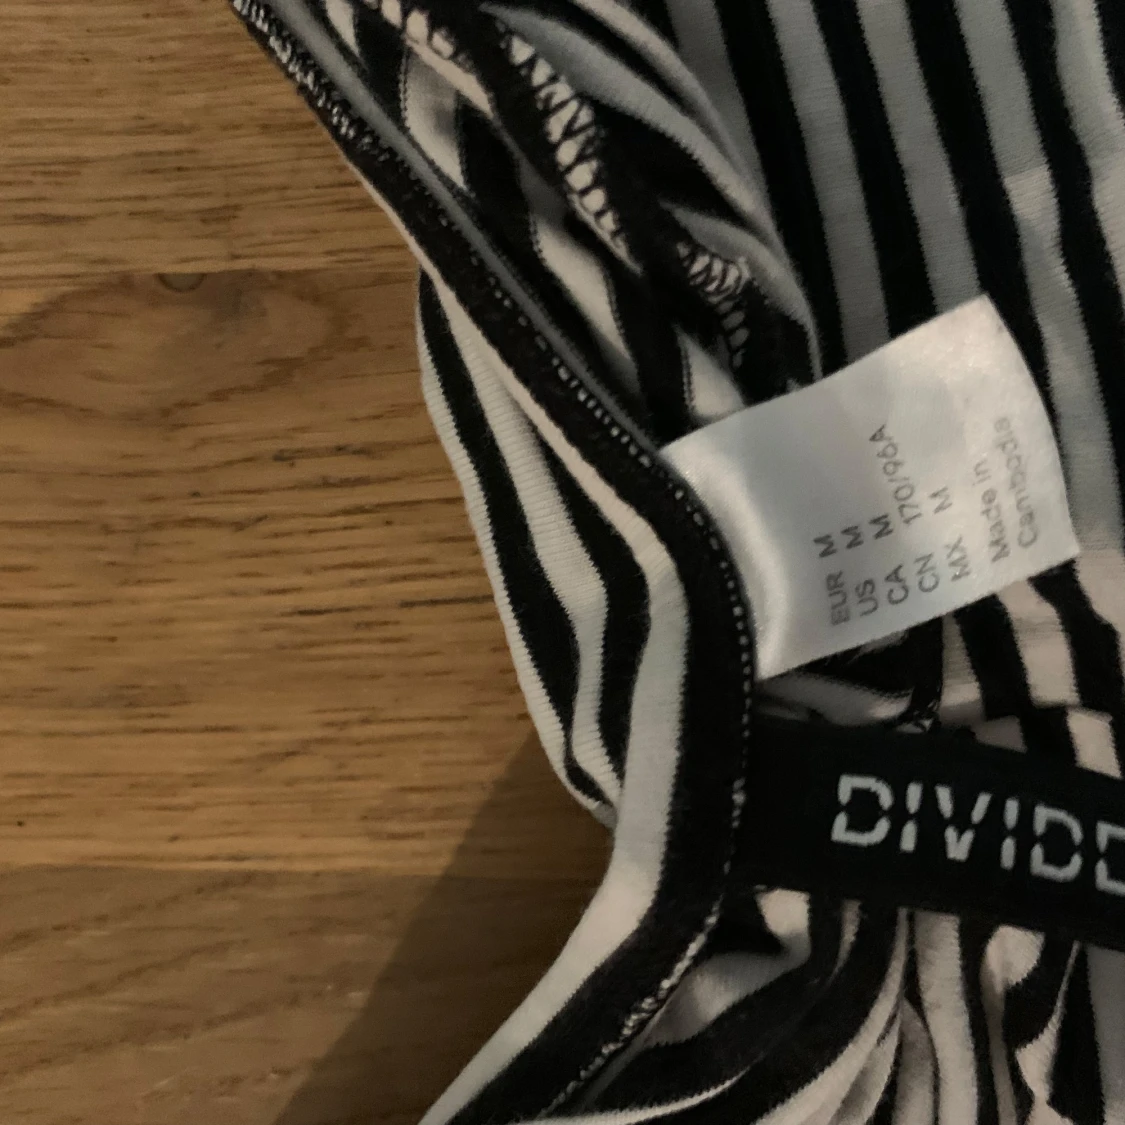 EUR M
US M
CA M
CN 170/96A
MX M
Made in
Cambodia
DIVIDE